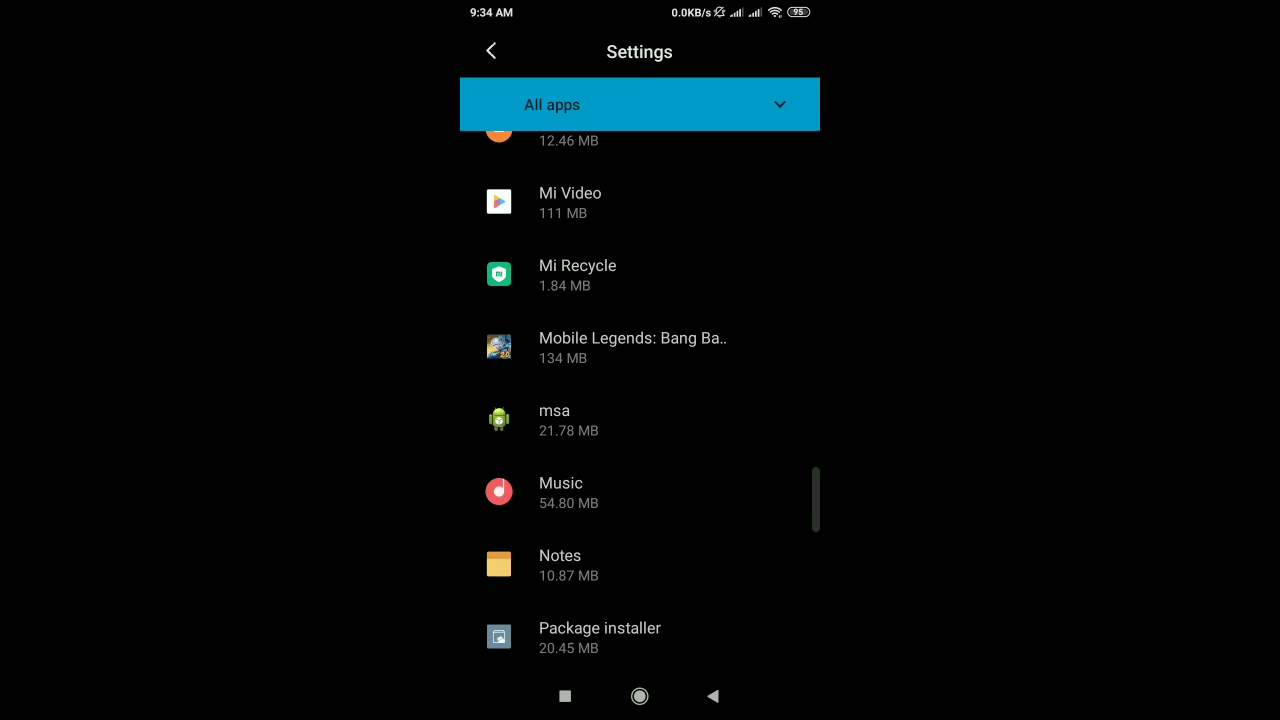 9:34 AM 0.0KB/s 95
Settings
All apps
12.46 MB
Mi Video
111 MB
Mi Recycle
1.84 MB
Mobile Legends: Bang Ba..
134 MB
msa
21.78 MB
Music
54.80 MB
Notes
10.87 MB
Package installer
20.45 MB